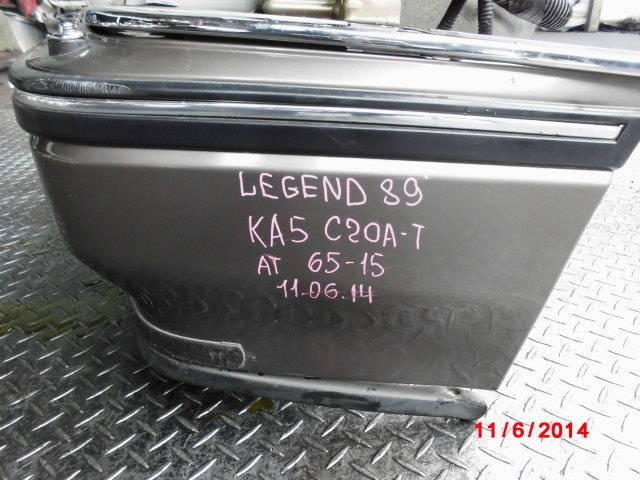 LEGEND 89'
KA5 C20A-T
AT 65-15
11.06.14
11/6/2014